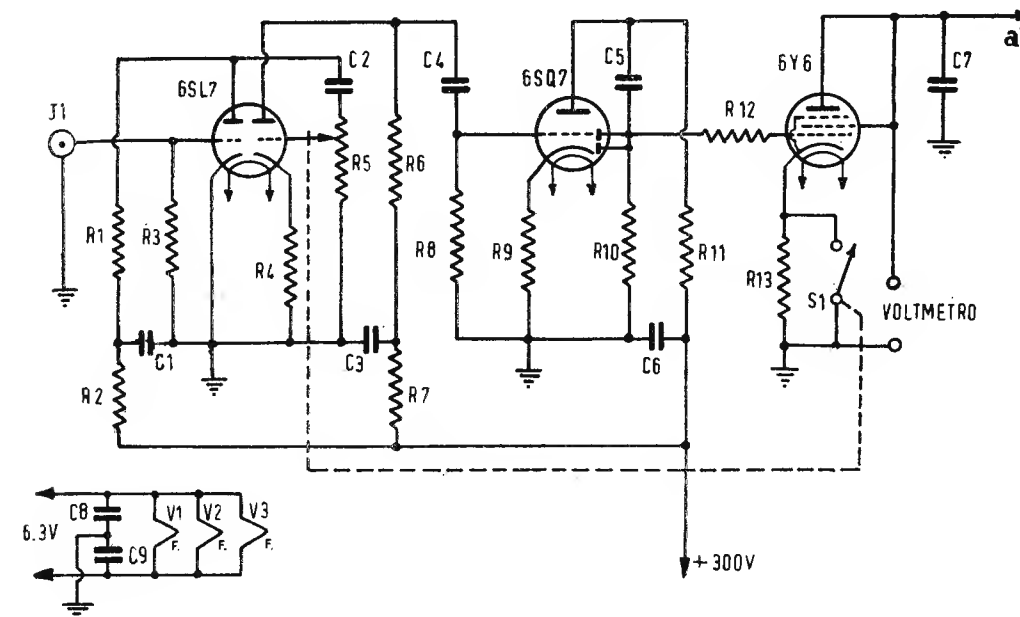 a
J1
6SL7
C2
C4
6SQ7
C5
6Y6
C7
R12
R5
R6
R1
R3
R4
R8
R9
R10
R11
R13
S1
VOLTMETRO
C1
C3
C6
R2
R7
6.3V
C8
C9
V1
V2
V3
F.
F.
F.
+300V